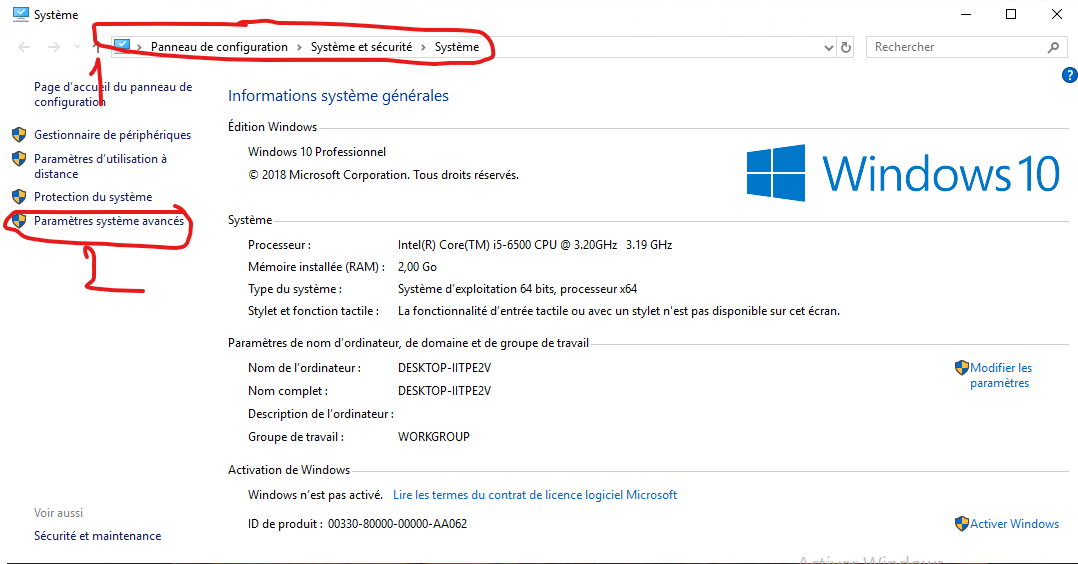 Système
Panneau de configuration > Système et sécurité > Système
Rechercher
1
Page d'accueil du panneau de
configuration
Gestionnaire de périphériques
Paramètres d'utilisation à
distance
Protection du système
Paramètres système avancés
2
Voir aussi
Sécurité et maintenance
?
Informations système générales
Édition Windows
Windows 10 Professionnel
© 2018 Microsoft Corporation. Tous droits réservés.
Windows 10
Système
Processeur : Intel(R) Core(TM) i5-6500 CPU @ 3.20GHz 3.19 GHz
Mémoire installée (RAM) : 2,00 Go
Type du système : Système d'exploitation 64 bits, processeur x64
Stylet et fonction tactile : La fonctionnalité d'entrée tactile ou avec un stylet n'est pas disponible sur cet écran.
Paramètres de nom d'ordinateur, de domaine et de groupe de travail
Nom de l'ordinateur : DESKTOP-IITPE2V
Modifier les
paramètres
Nom complet : DESKTOP-IITPE2V
Description de l'ordinateur :
Groupe de travail : WORKGROUP
Activation de Windows
Windows n'est pas activé. Lire les termes du contrat de licence logiciel Microsoft
ID de produit : 00330-80000-00000-AA062
Activer Windows
Activer Windows